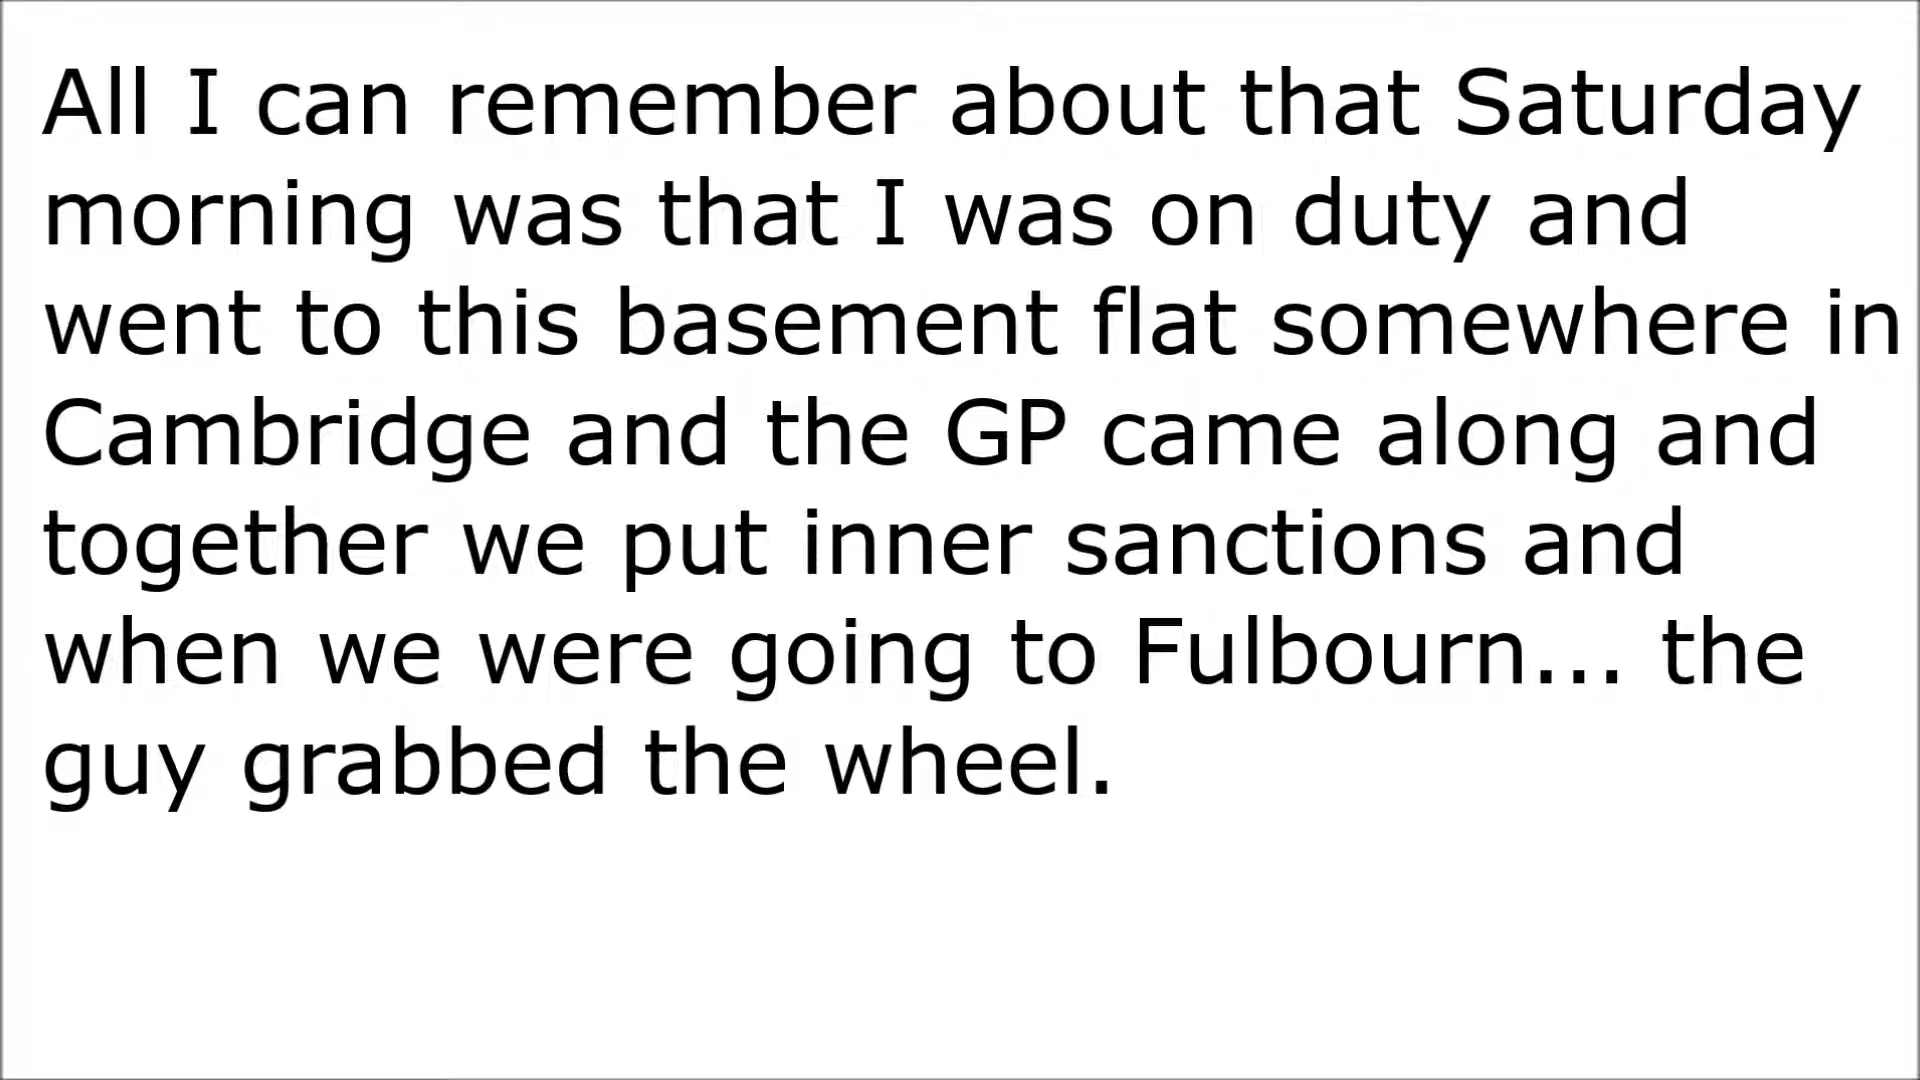 All I can remember about that Saturday
morning was that I was on duty and
went to this basement flat somewhere in
Cambridge and the GP came along and
together we put inner sanctions and
when we were going to Fulbourn... the
guy grabbed the wheel.